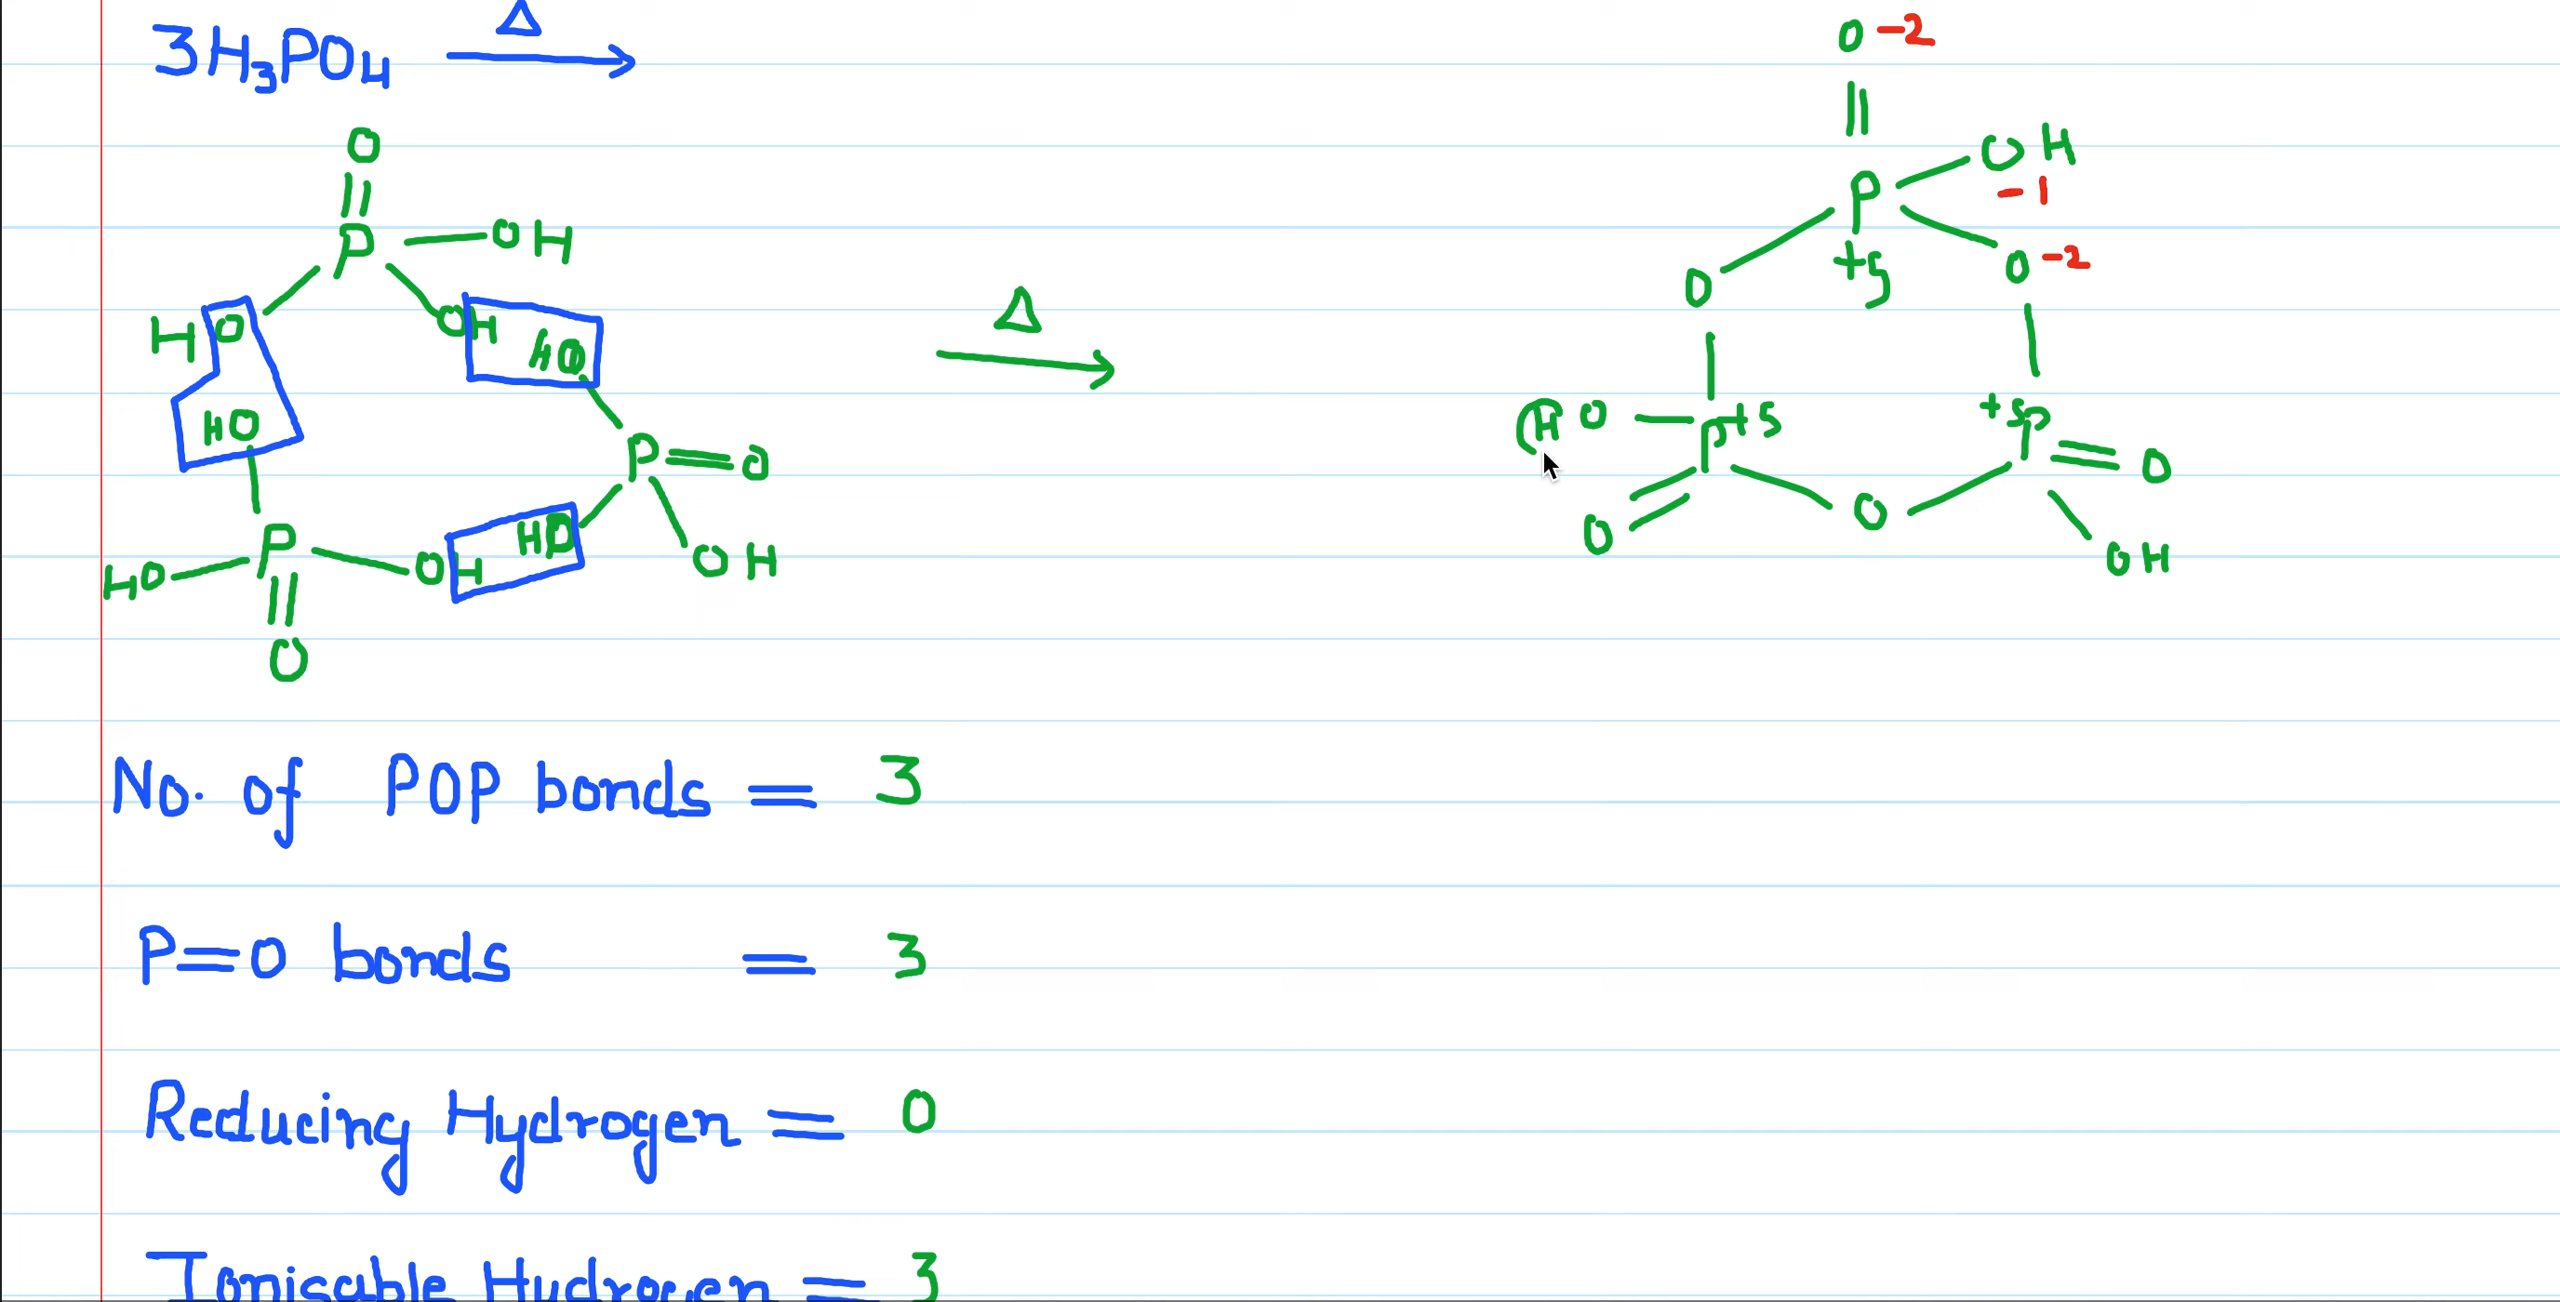 3H₃PO₄ Δ
O
P OH
HO OH HO
HO
P O
HO P OH HO OH
O
Δ
O -2
P OH
-1
+5 O -2
O
HO P +5 +5 P O
O O OH
No. of POP bonds = 3
P=O bonds = 3
Reducing Hydrogen = 0
Ionisable Hydrogen = 3